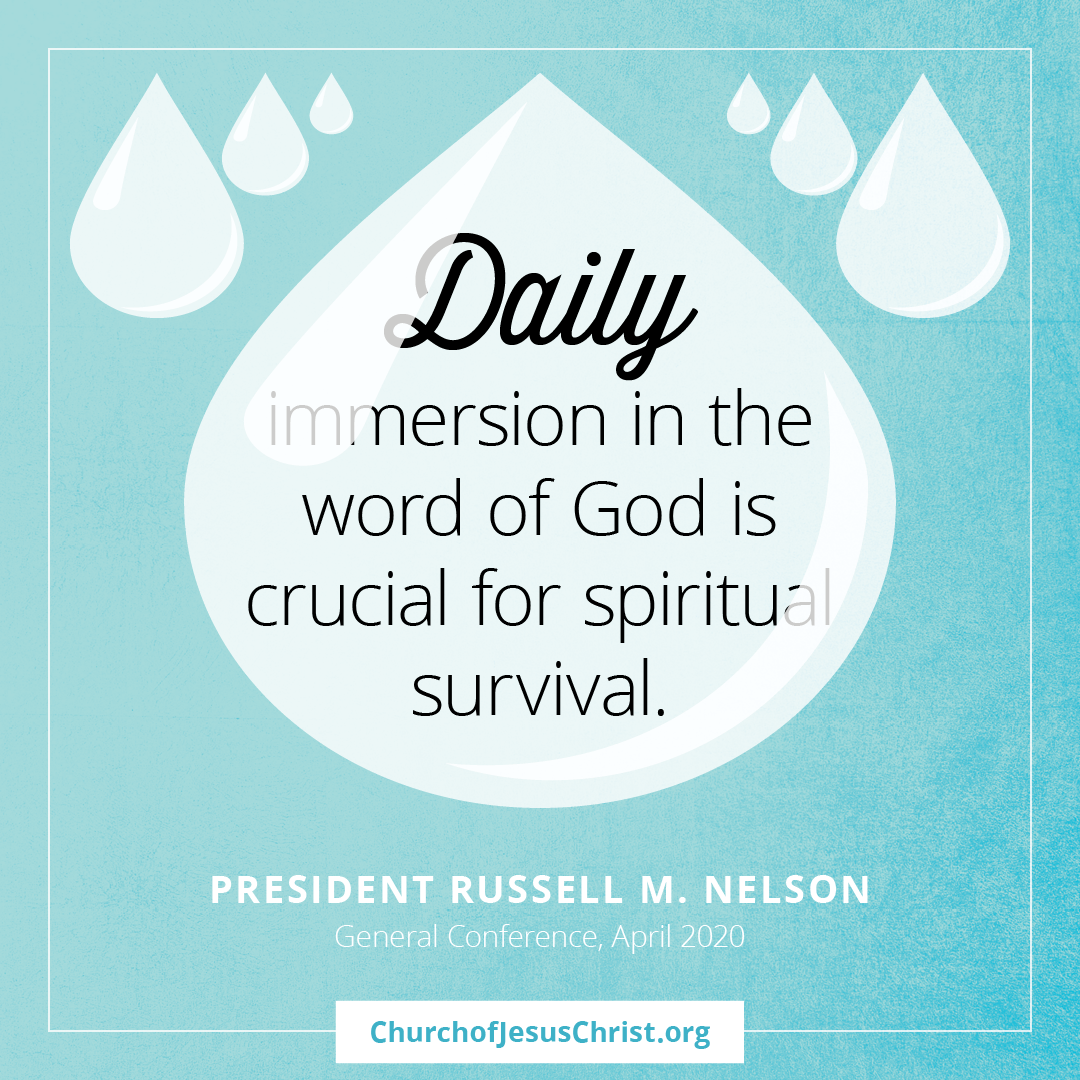 Daily
immersion in the
word of God is
crucial for spiritual
survival.
PRESIDENT RUSSELL M. NELSON
General Conference, April 2020
ChurchofJesusChrist.org